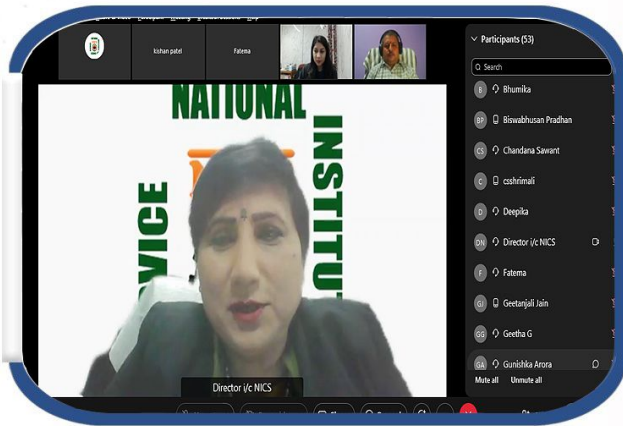 kishan patel
Fatema
NATIONAL
INSTITU
VICE
Director i/c NICS
Participants (53)
Search
B Bhumika
BP Biswabhusan Pradhan
CS Chandana Sawant
C csshrimali
D Deepika
DN Director i/c NICS
F Fatema
GJ Geetanjali Jain
GG Geetha G
GA Gunishka Arora
Mute all Unmute all